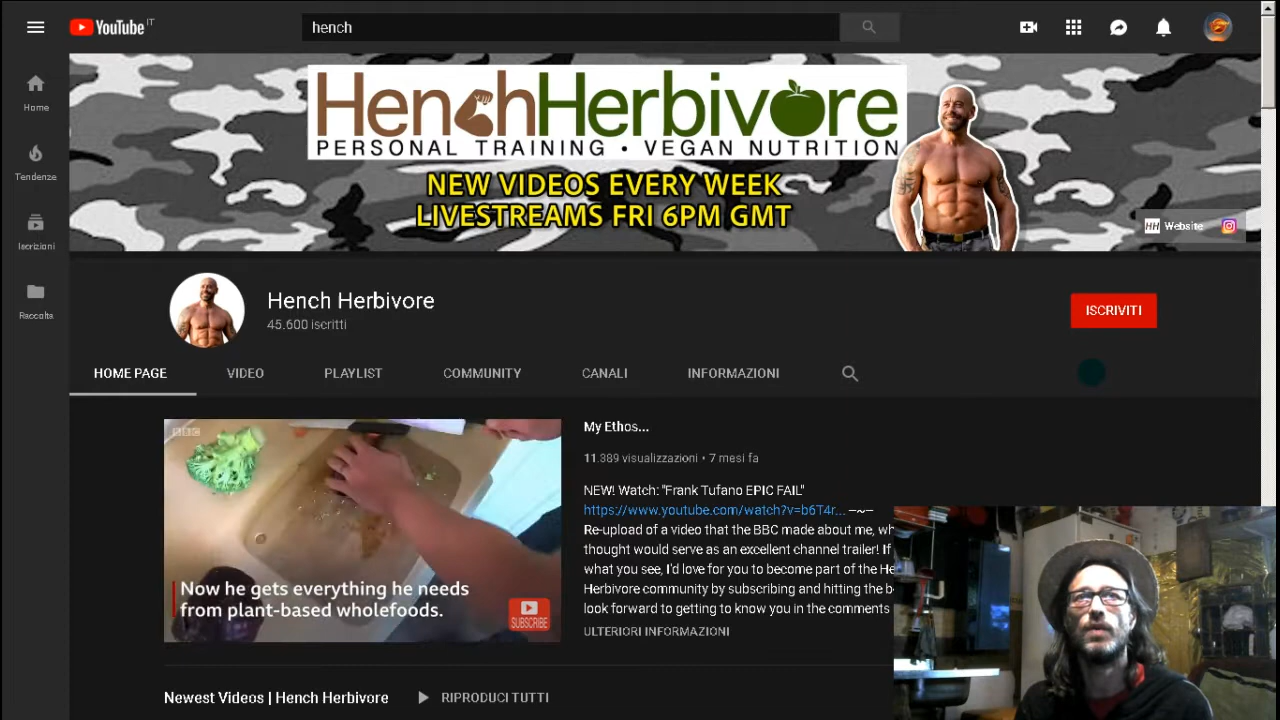 YouTube IT
hench
Home
Tendenze
Iscrizioni
Raccolta
HenchHerbivore
PERSONAL TRAINING • VEGAN NUTRITION
NEW VIDEOS EVERY WEEK
LIVESTREAMS FRI 6PM GMT
HH Website
Hench Herbivore
45.600 iscritti
ISCRIVITI
HOME PAGE
VIDEO
PLAYLIST
COMMUNITY
CANALI
INFORMAZIONI
BBC
Now he gets everything he needs
from plant-based wholefoods.
SUBSCRIBE
My Ethos...
11.389 visualizzazioni • 7 mesi fa
NEW! Watch: "Frank Tufano EPIC FAIL"
https://www.youtube.com/watch?v=b6T4r... –~–
Re-upload of a video that the BBC made about me, wh
thought would serve as an excellent channel trailer! If
what you see, I'd love for you to become part of the He
Herbivore community by subscribing and hitting the b
look forward to getting to know you in the comments
ULTERIORI INFORMAZIONI
Newest Videos | Hench Herbivore
RIPRODUCI TUTTI